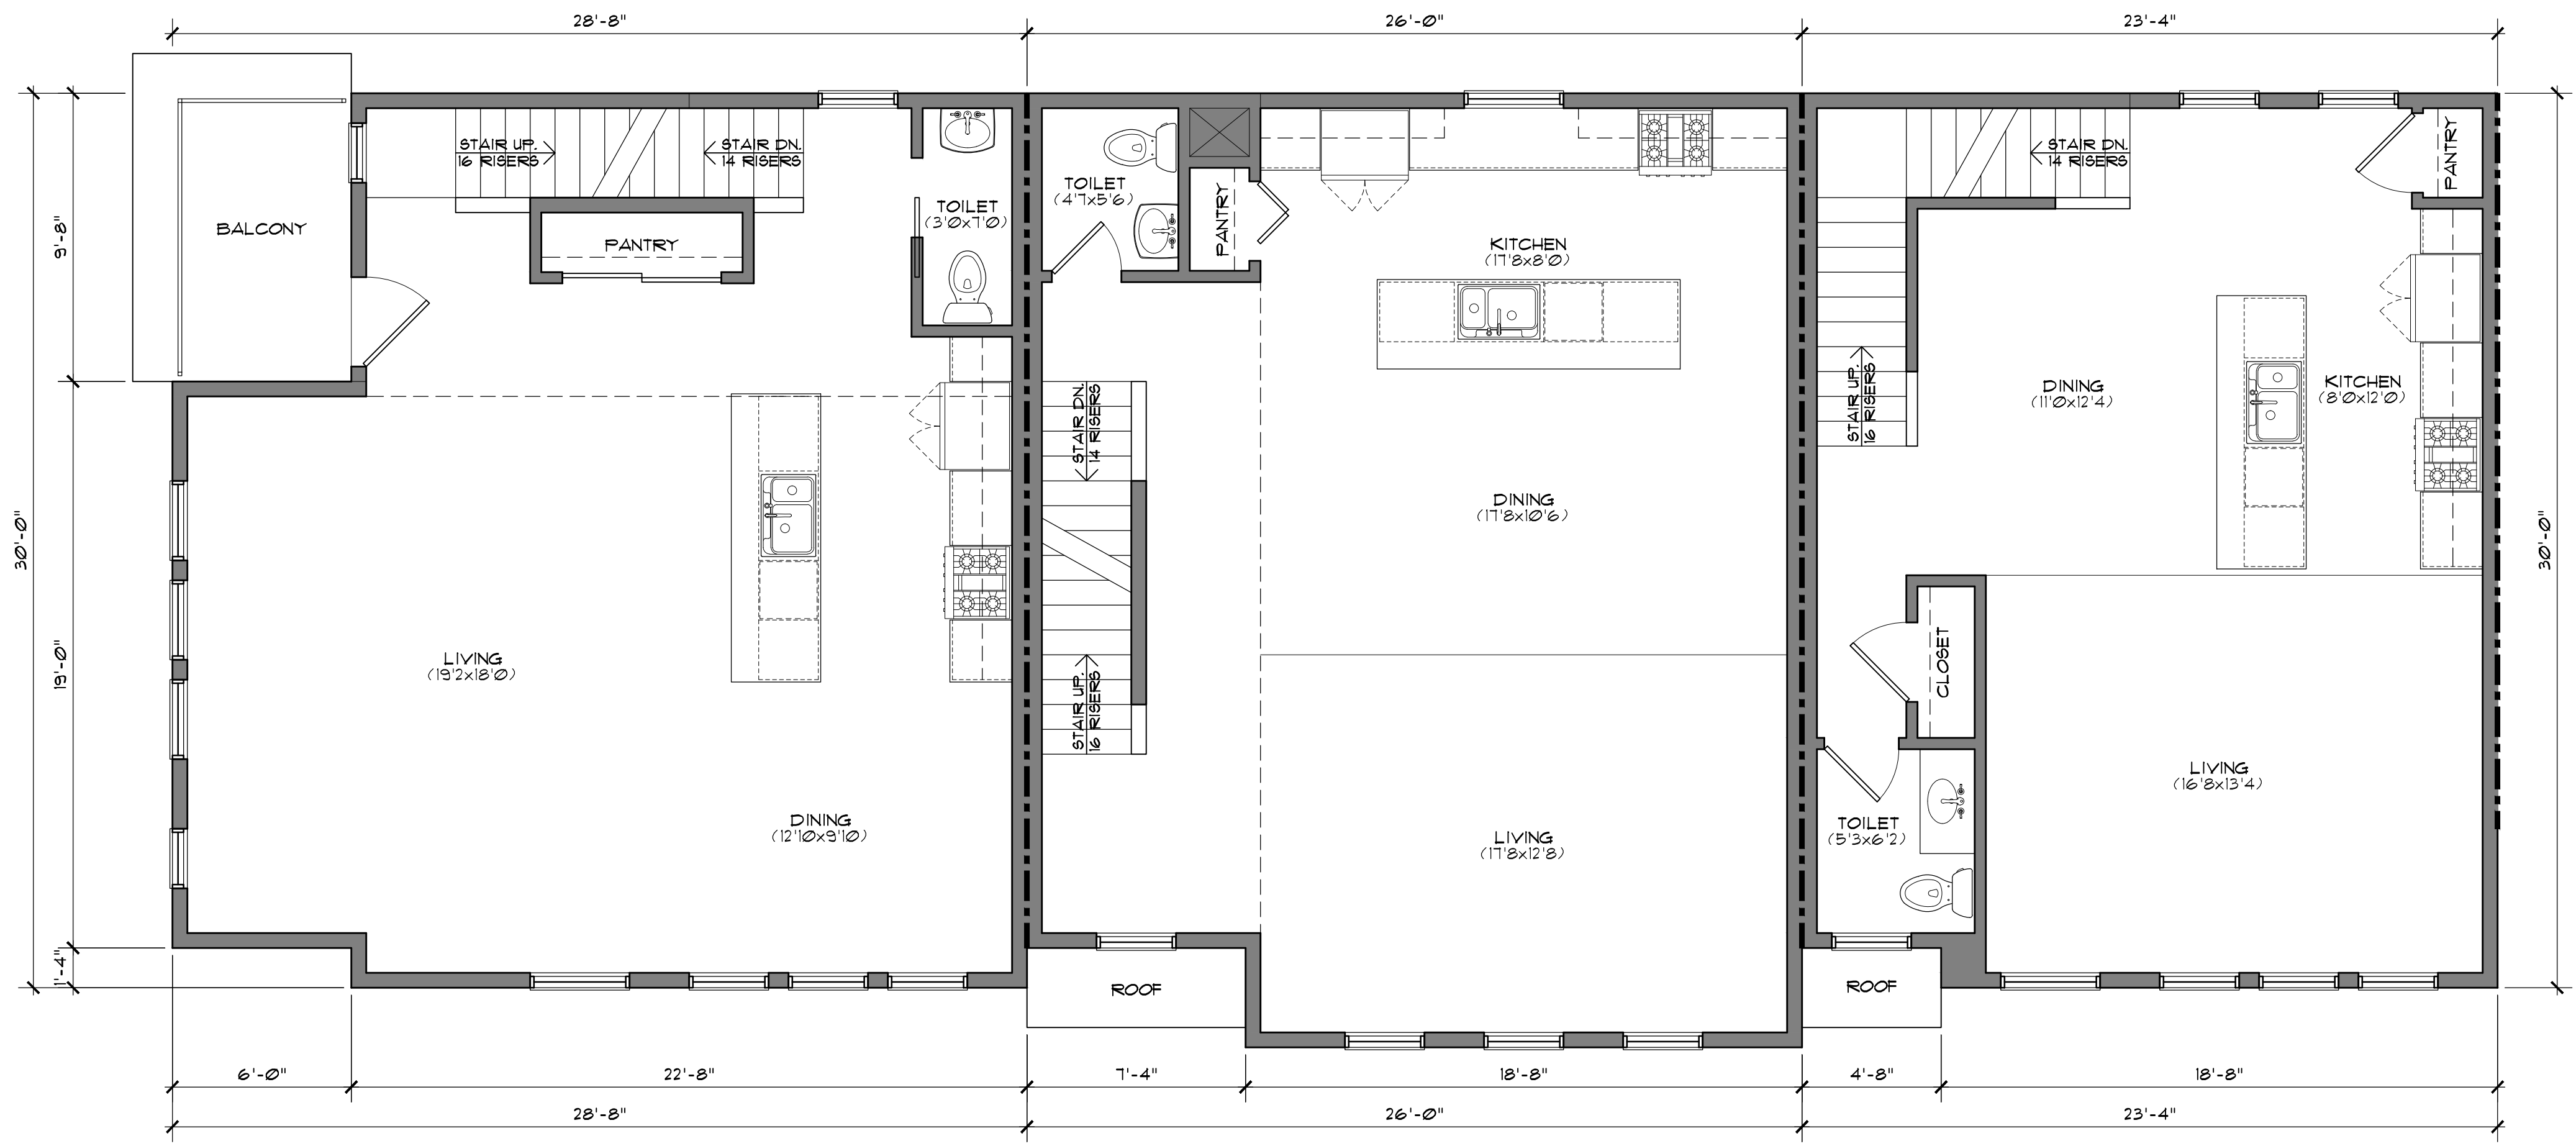 28'-8"
26'-0"
23'-4"
STAIR UP.
16 RISERS
STAIR DN.
14 RISERS
TOILET
(3'0x7'0)
BALCONY
PANTRY
9'-8"
30'-0"
19'-0"
1'-4"
LIVING
(19'2x18'0)
DINING
(12'10x9'10)
TOILET
(4'7x5'6)
PANTRY
KITCHEN
(17'8x8'0)
STAIR DN.
14 RISERS
DINING
(17'8x10'6)
STAIR UP.
16 RISERS
LIVING
(17'8x12'8)
ROOF
STAIR DN.
14 RISERS
PANTRY
STAIR UP.
16 RISERS
DINING
(11'0x12'4)
KITCHEN
(8'0x12'0)
CLOSET
LIVING
(16'8x13'4)
TOILET
(5'3x6'2)
ROOF
30'-0"
6'-0"
22'-8"
7'-4"
18'-8"
4'-8"
18'-8"
28'-8"
26'-0"
23'-4"